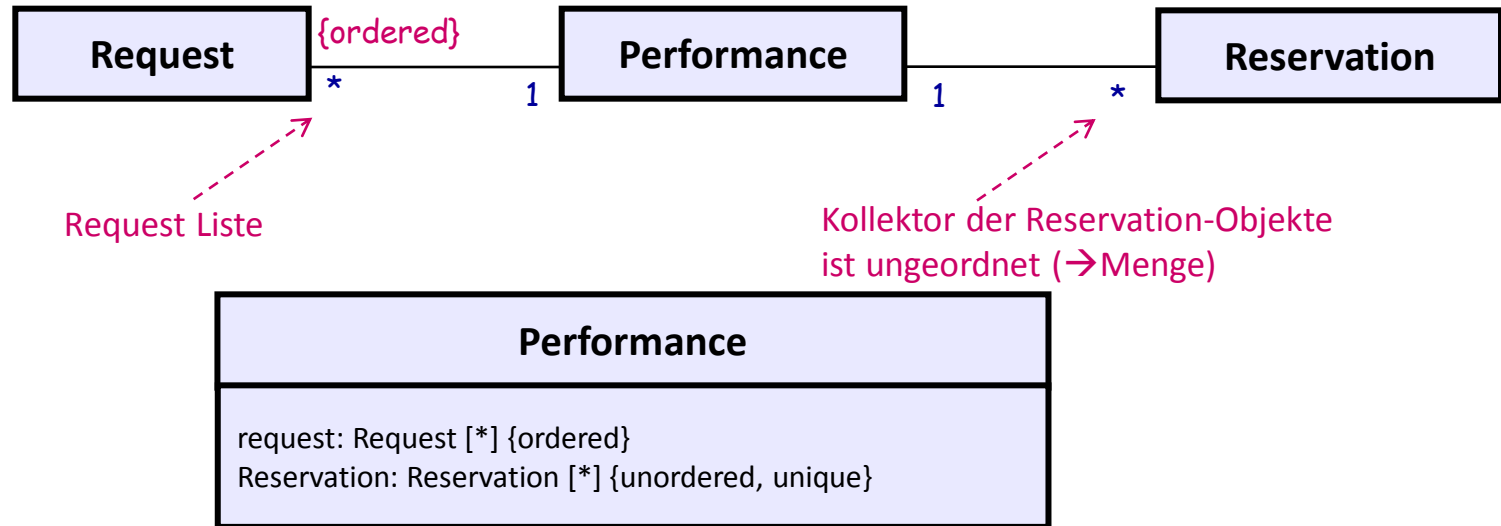 Request
{ordered}
*
1
Performance
1
*
Reservation
Request Liste
Kollektor der Reservation-Objekte
ist ungeordnet (→Menge)
Performance
request: Request [*] {ordered}
Reservation: Reservation [*] {unordered, unique}